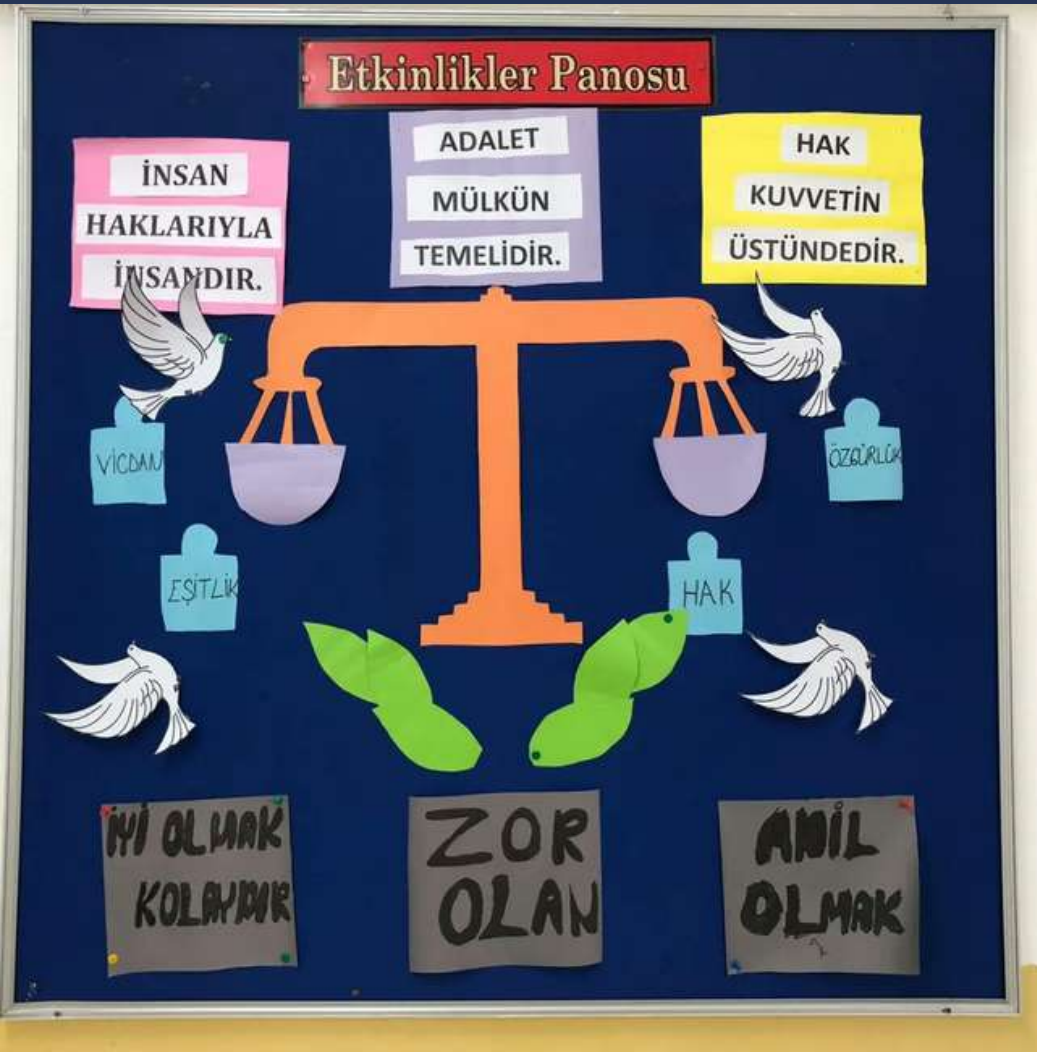 Etkinlikler Panosu
İNSAN
HAKLARIYLA
İNSANDIR.
ADALET
MÜLKÜN
TEMELİDİR.
HAK
KUVVETİN
ÜSTÜNDEDİR.
VİCDAN
ÖZGÜRLÜK
EŞİTLİK
HAK
İYİ OLMAK
KOLAYDIR
ZOR
OLAN
ADİL
OLMAK